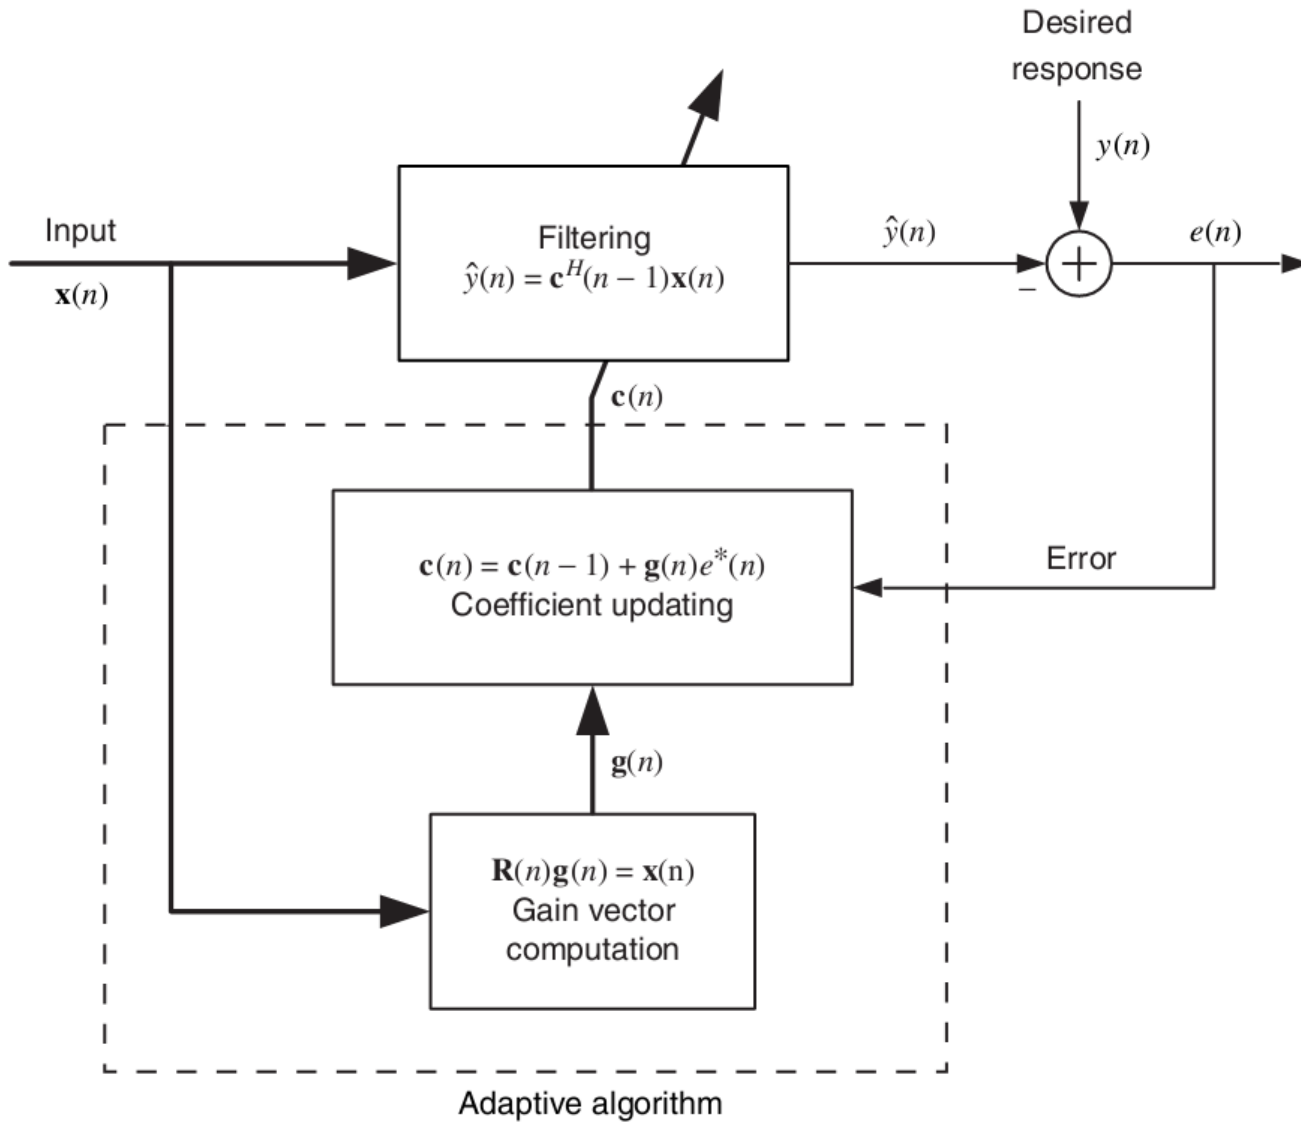 Desired
response
y(n)
Input
x(n)
Filtering
ŷ(n) = c^H(n − 1)x(n)
ŷ(n)
−
+
e(n)
c(n)
c(n) = c(n − 1) + g(n)e*(n)
Coefficient updating
Error
g(n)
R(n)g(n) = x(n)
Gain vector
computation
Adaptive algorithm